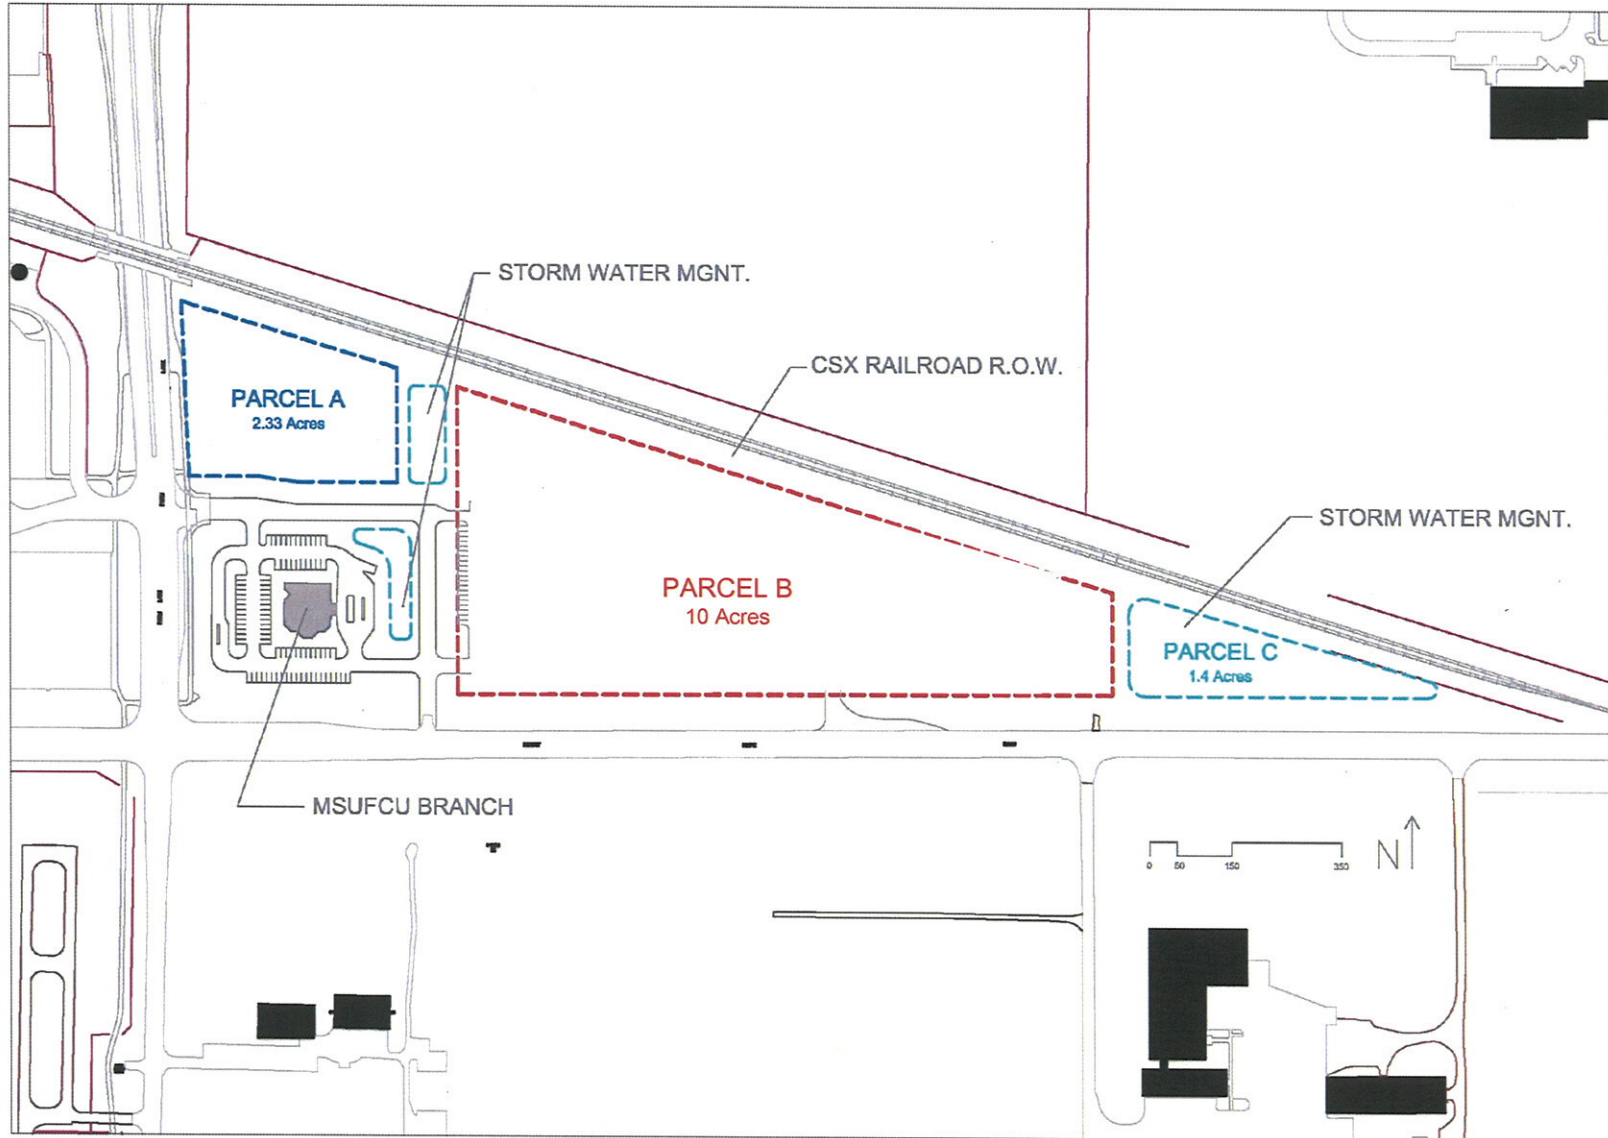 STORM WATER MGNT.
CSX RAILROAD R.O.W.
PARCEL A
2.33 Acres
STORM WATER MGNT.
PARCEL B
10 Acres
PARCEL C
1.4 Acres
MSUFCU BRANCH
0 50 150 350
N